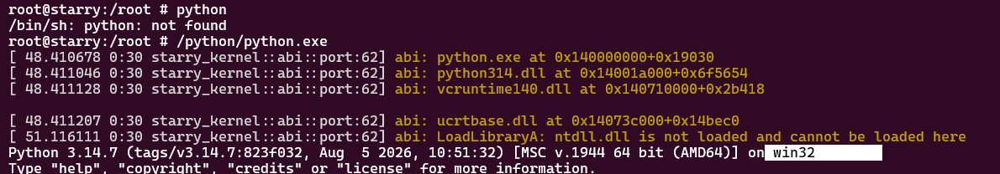 root@starry:/root # python
/bin/sh: python: not found
root@starry:/root # /python/python.exe
[ 48.410678 0:30 starry_kernel::abi::port:62] abi: python.exe at 0x140000000+0x19030
[ 48.411046 0:30 starry_kernel::abi::port:62] abi: python314.dll at 0x14001a000+0x6f5654
[ 48.411128 0:30 starry_kernel::abi::port:62] abi: vcruntime140.dll at 0x140710000+0x2b418
[ 48.411207 0:30 starry_kernel::abi::port:62] abi: ucrtbase.dll at 0x14073c000+0x14bec0
[ 51.116111 0:30 starry_kernel::abi::port:62] abi: LoadLibraryA: ntdll.dll is not loaded and cannot be loaded here
Python 3.14.7 (tags/v3.14.7:823f032, Aug  5 2026, 10:51:32) [MSC v.1944 64 bit (AMD64)] on win32
Type "help", "copyright", "credits" or "license" for more information.